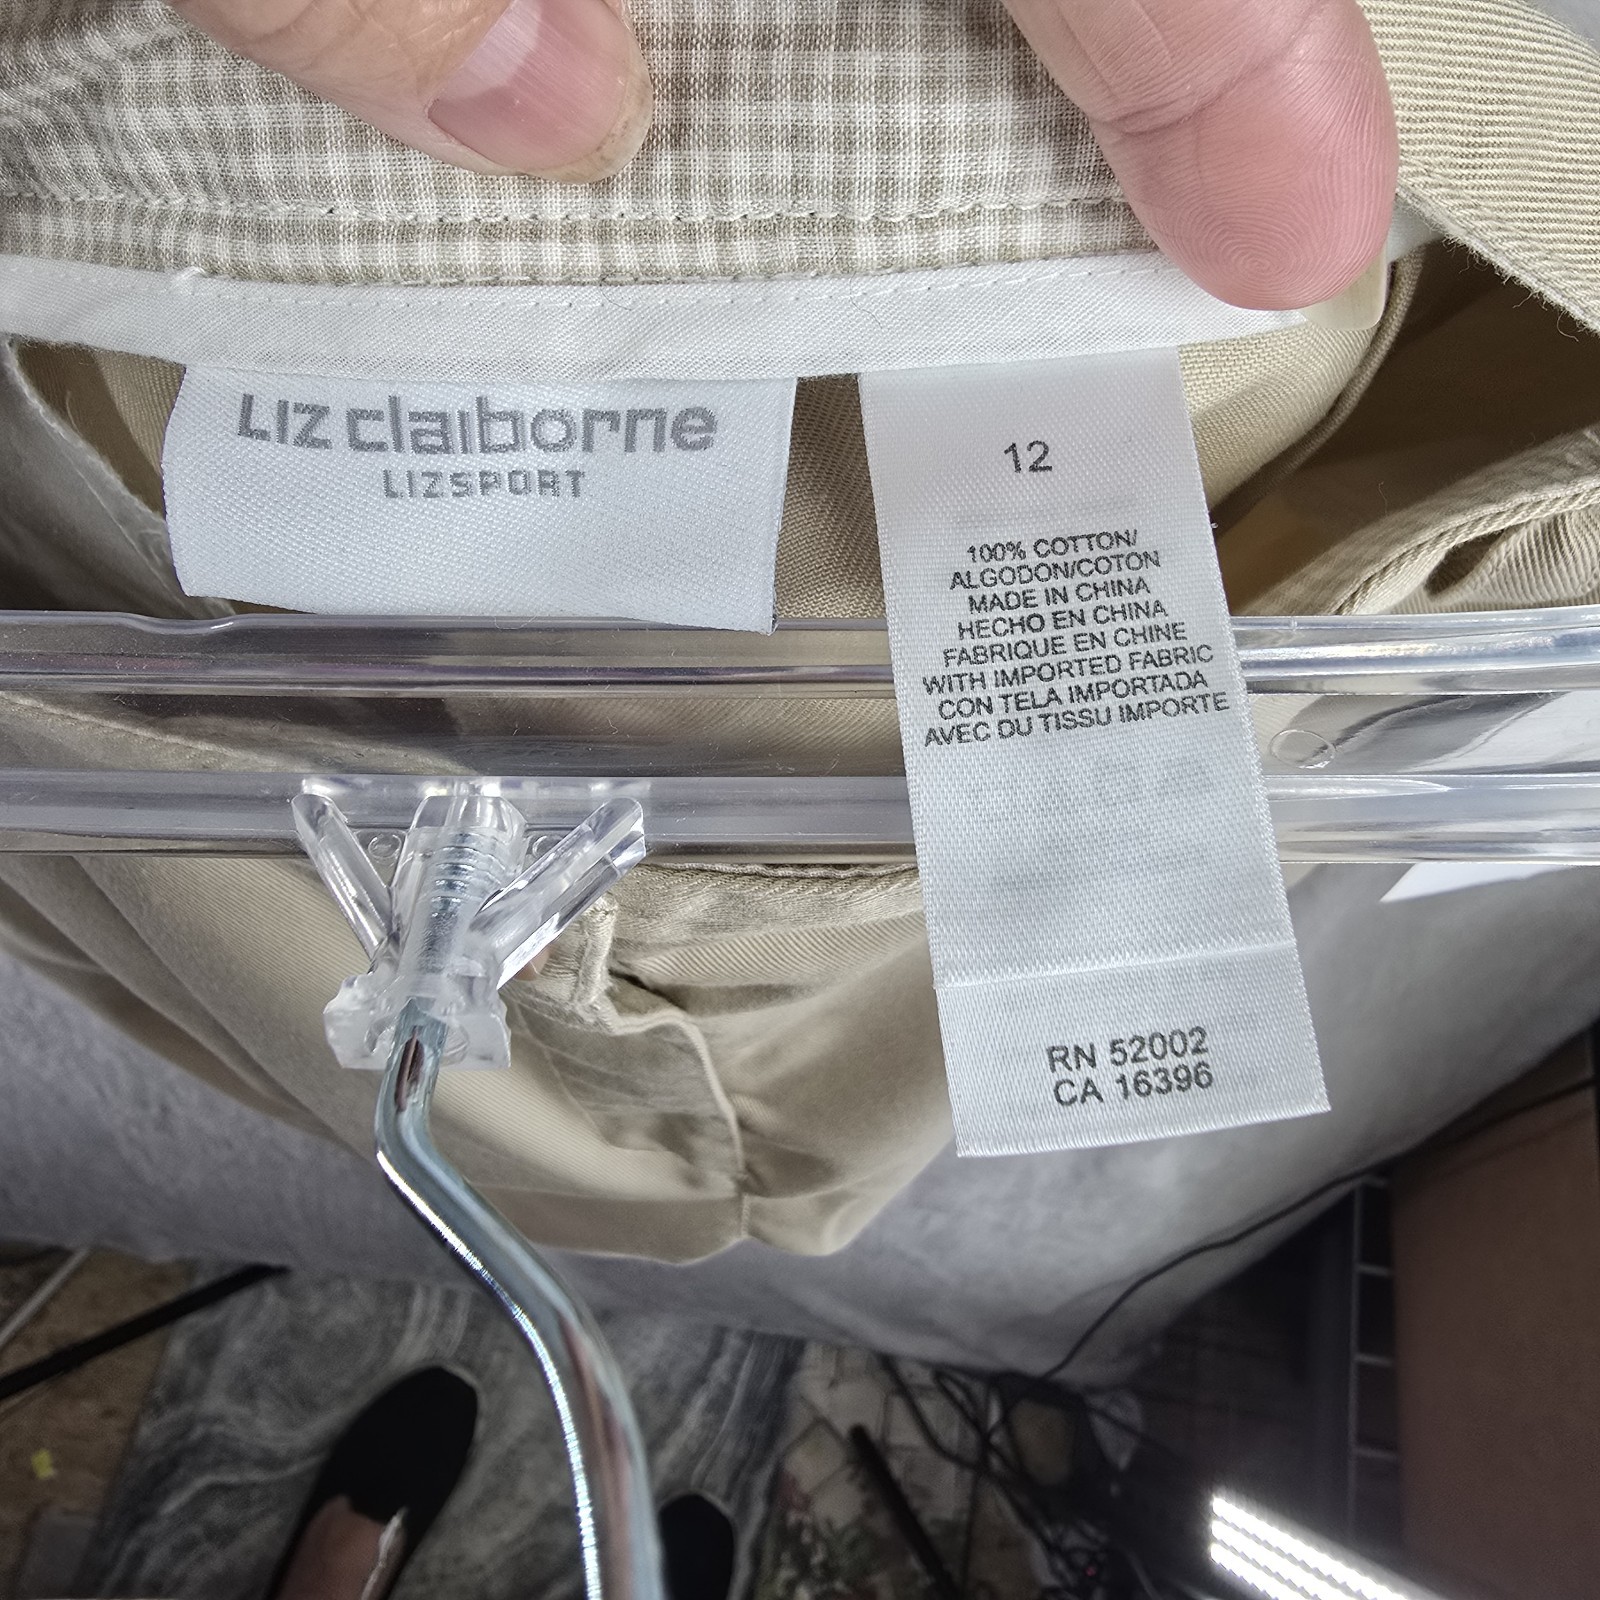 LIZ claiborne
LIZSPORT
12
100% COTTON/
ALGODON/COTON
MADE IN CHINA
HECHO EN CHINA
FABRIQUE EN CHINE
WITH IMPORTED FABRIC
CON TELA IMPORTADA
AVEC DU TISSU IMPORTE
RN 52002
CA 16396